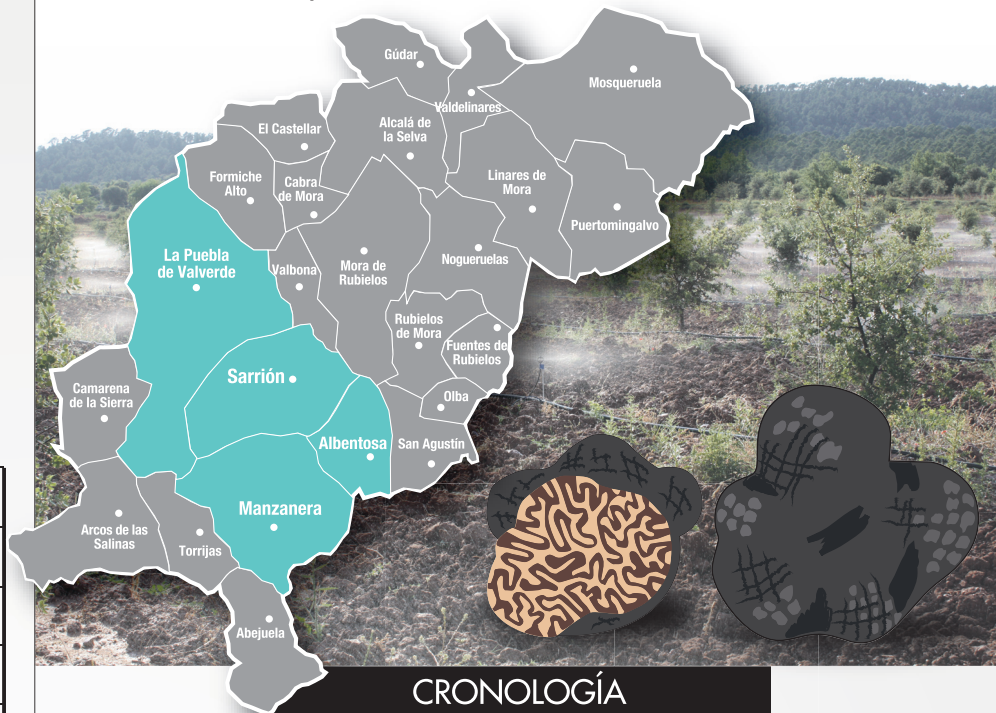 Gúdar
Mosqueruela
Valdelinares
El Castellar
Alcalá de
la Selva
Formiche
Alto
Cabra
de Mora
Linares de
Mora
Puertomingalvo
La Puebla
de Valverde
Valbona
Mora de
Rubielos
Nogueruelas
Rubielos
de Mora
Fuentes de
Rubielos
Sarrión
Camarena
de la Sierra
Olba
Albentosa
San Agustín
Manzanera
Arcos de las
Salinas
Torrijas
Abejuela
CRONOLOGÍA